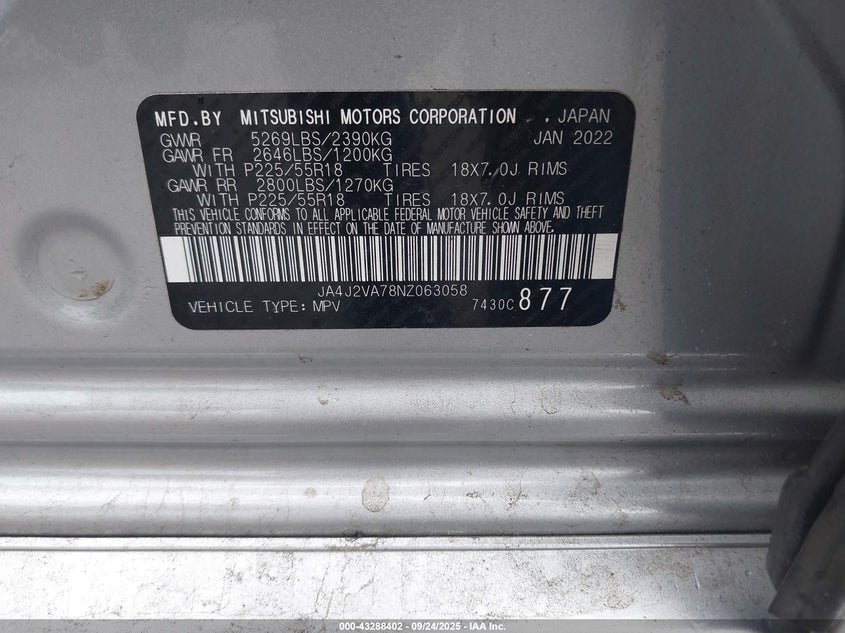 MFD.BY MITSUBISHI MOTORS CORPORATION , JAPAN
GVWR 5269LBS/2390KG JAN 2022
GAWR FR 2646LBS/1200KG
WITH P225/55R18 TIRES 18X7.0J RIMS
GAWR RR 2800LBS/1270KG
WITH P225/55R18 TIRES 18X7.0J RIMS
THIS VEHICLE CONFORMS TO ALL APPLICABLE FEDERAL MOTOR VEHICLE SAFETY AND THEFT
PREVENTION STANDARDS IN EFFECT ON THE DATE OF MANUFACTURE SHOWN ABOVE.
JA4J2VA78NZ063058
VEHICLE TYPE: MPV 7430C 877
000-43288402 - 09/24/2025 - IAA Inc.